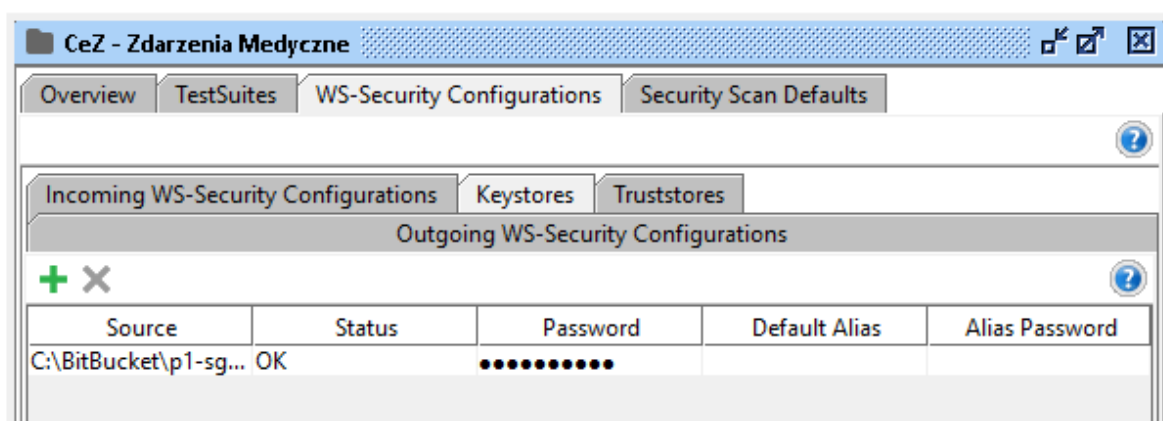 CeZ - Zdarzenia Medyczne
Overview TestSuites WS-Security Configurations Security Scan Defaults
Incoming WS-Security Configurations Keystores Truststores
Outgoing WS-Security Configurations
Source Status Password Default Alias Alias Password
C:\BitBucket\p1-sg... OK ●●●●●●●●●●